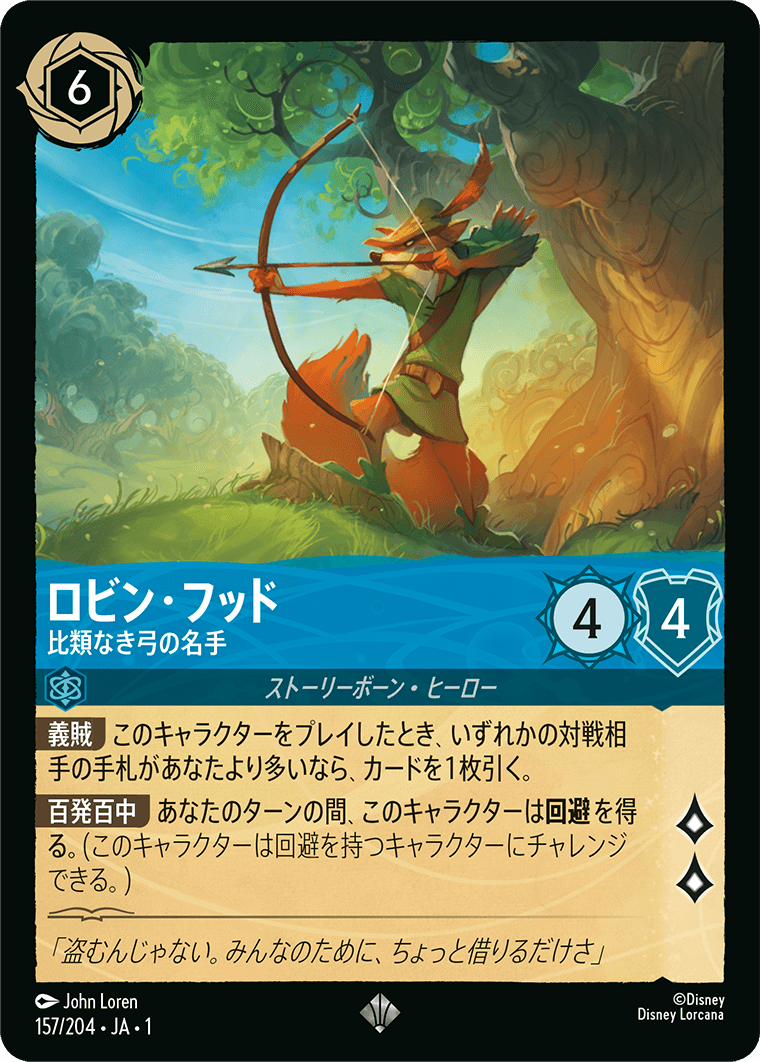 6
ロビン・フッド
比類なき弓の名手
4
4
ストーリーボーン・ヒーロー
義賊 このキャラクターをプレイしたとき、いずれかの対戦相
手の手札があなたより多いなら、カードを1枚引く。
百発百中 あなたのターンの間、このキャラクターは回避を得
る。(このキャラクターは回避を持つキャラクターにチャレンジ
できる。)
「盗むんじゃない。みんなのために、ちょっと借りるだけさ」
John Loren
157/204・JA・1
©Disney
Disney Lorcana